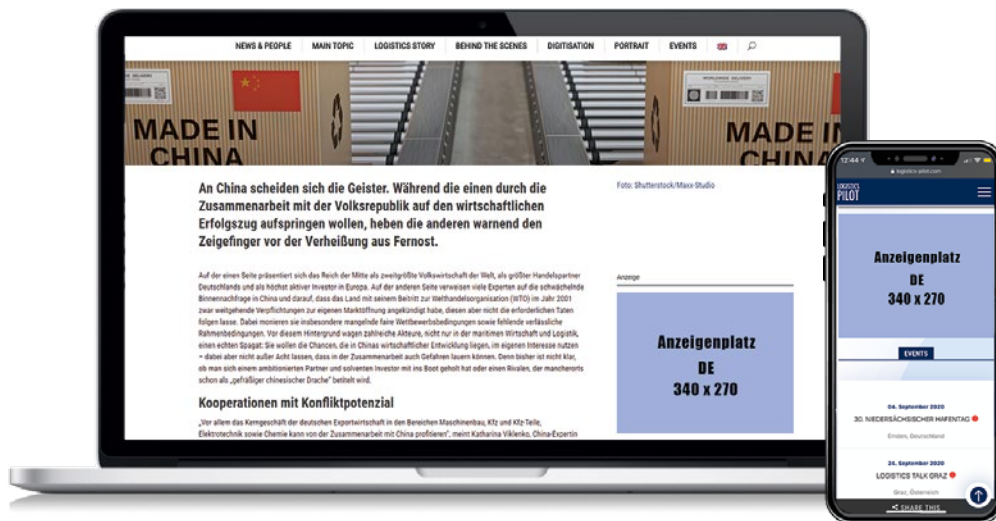 NEWS & PEOPLE MAIN TOPIC LOGISTICS STORY BEHIND THE SCENES DIGITISATION PORTRAIT EVENTS
WORLDWIDE DELIVERY
MADE IN
CHINA
MADE IN
CHINA
An China scheiden sich die Geister. Während die einen durch die
Zusammenarbeit mit der Volksrepublik auf den wirtschaftlichen
Erfolgszug aufspringen wollen, heben die anderen warnend den
Zeigefinger vor der Verheißung aus Fernost.
Foto: Shutterstock/Maxx-Studio
Auf der einen Seite präsentiert sich das Reich der Mitte als zweitgrößte Volkswirtschaft der Welt, als größter Handelspartner
Deutschlands und als höchst aktiver Investor in Europa. Auf der anderen Seite verweisen viele Experten auf die schwächelnde
Binnennachfrage in China und darauf, dass das Land mit seinem Beitritt zur Welthandelsorganisation (WTO) im Jahr 2001
zwar weitgehende Verpflichtungen zur eigenen Marktöffnung angekündigt habe, diesen aber nicht die erforderlichen Taten
folgen lasse. Dabei monieren sie insbesondere mangelnde faire Wettbewerbsbedingungen sowie fehlende verlässliche
Rahmenbedingungen. Vor diesem Hintergrund wagen zahlreiche Akteure, nicht nur in der maritimen Wirtschaft und Logistik,
einen echten Spagat: Sie wollen die Chancen, die in Chinas wirtschaftlicher Entwicklung liegen, im eigenen Interesse nutzen
– dabei aber nicht außer Acht lassen, dass in der Zusammenarbeit auch Gefahren lauern können. Denn bisher ist nicht klar,
ob man sich einem ambitionierten Partner und solventen Investor mit ins Boot geholt hat oder einen Rivalen, der mancherorts
schon als „gefräßiger chinesischer Drache“ betitelt wird.
Kooperationen mit Konfliktpotenzial
„Vor allem das Kerngeschäft der deutschen Exportwirtschaft in den Bereichen Maschinenbau, Kfz und Kfz-Teile,
Elektrotechnik sowie Chemie kann von der Zusammenarbeit mit China profitieren“, meint Katharina Viklenko, China-Expertin
Anzeige
Anzeigenplatz
DE
340 x 270
12:44
logistics-pilot.com
LOGISTICS
PILOT
Anzeigenplatz
DE
340 x 270
EVENTS
04. September 2020
30. NIEDERSÄCHSISCHER HAFENTAG
Emden, Deutschland
24. September 2020
LOGISTICS TALK GRAZ
Graz, Österreich
SHARE THIS